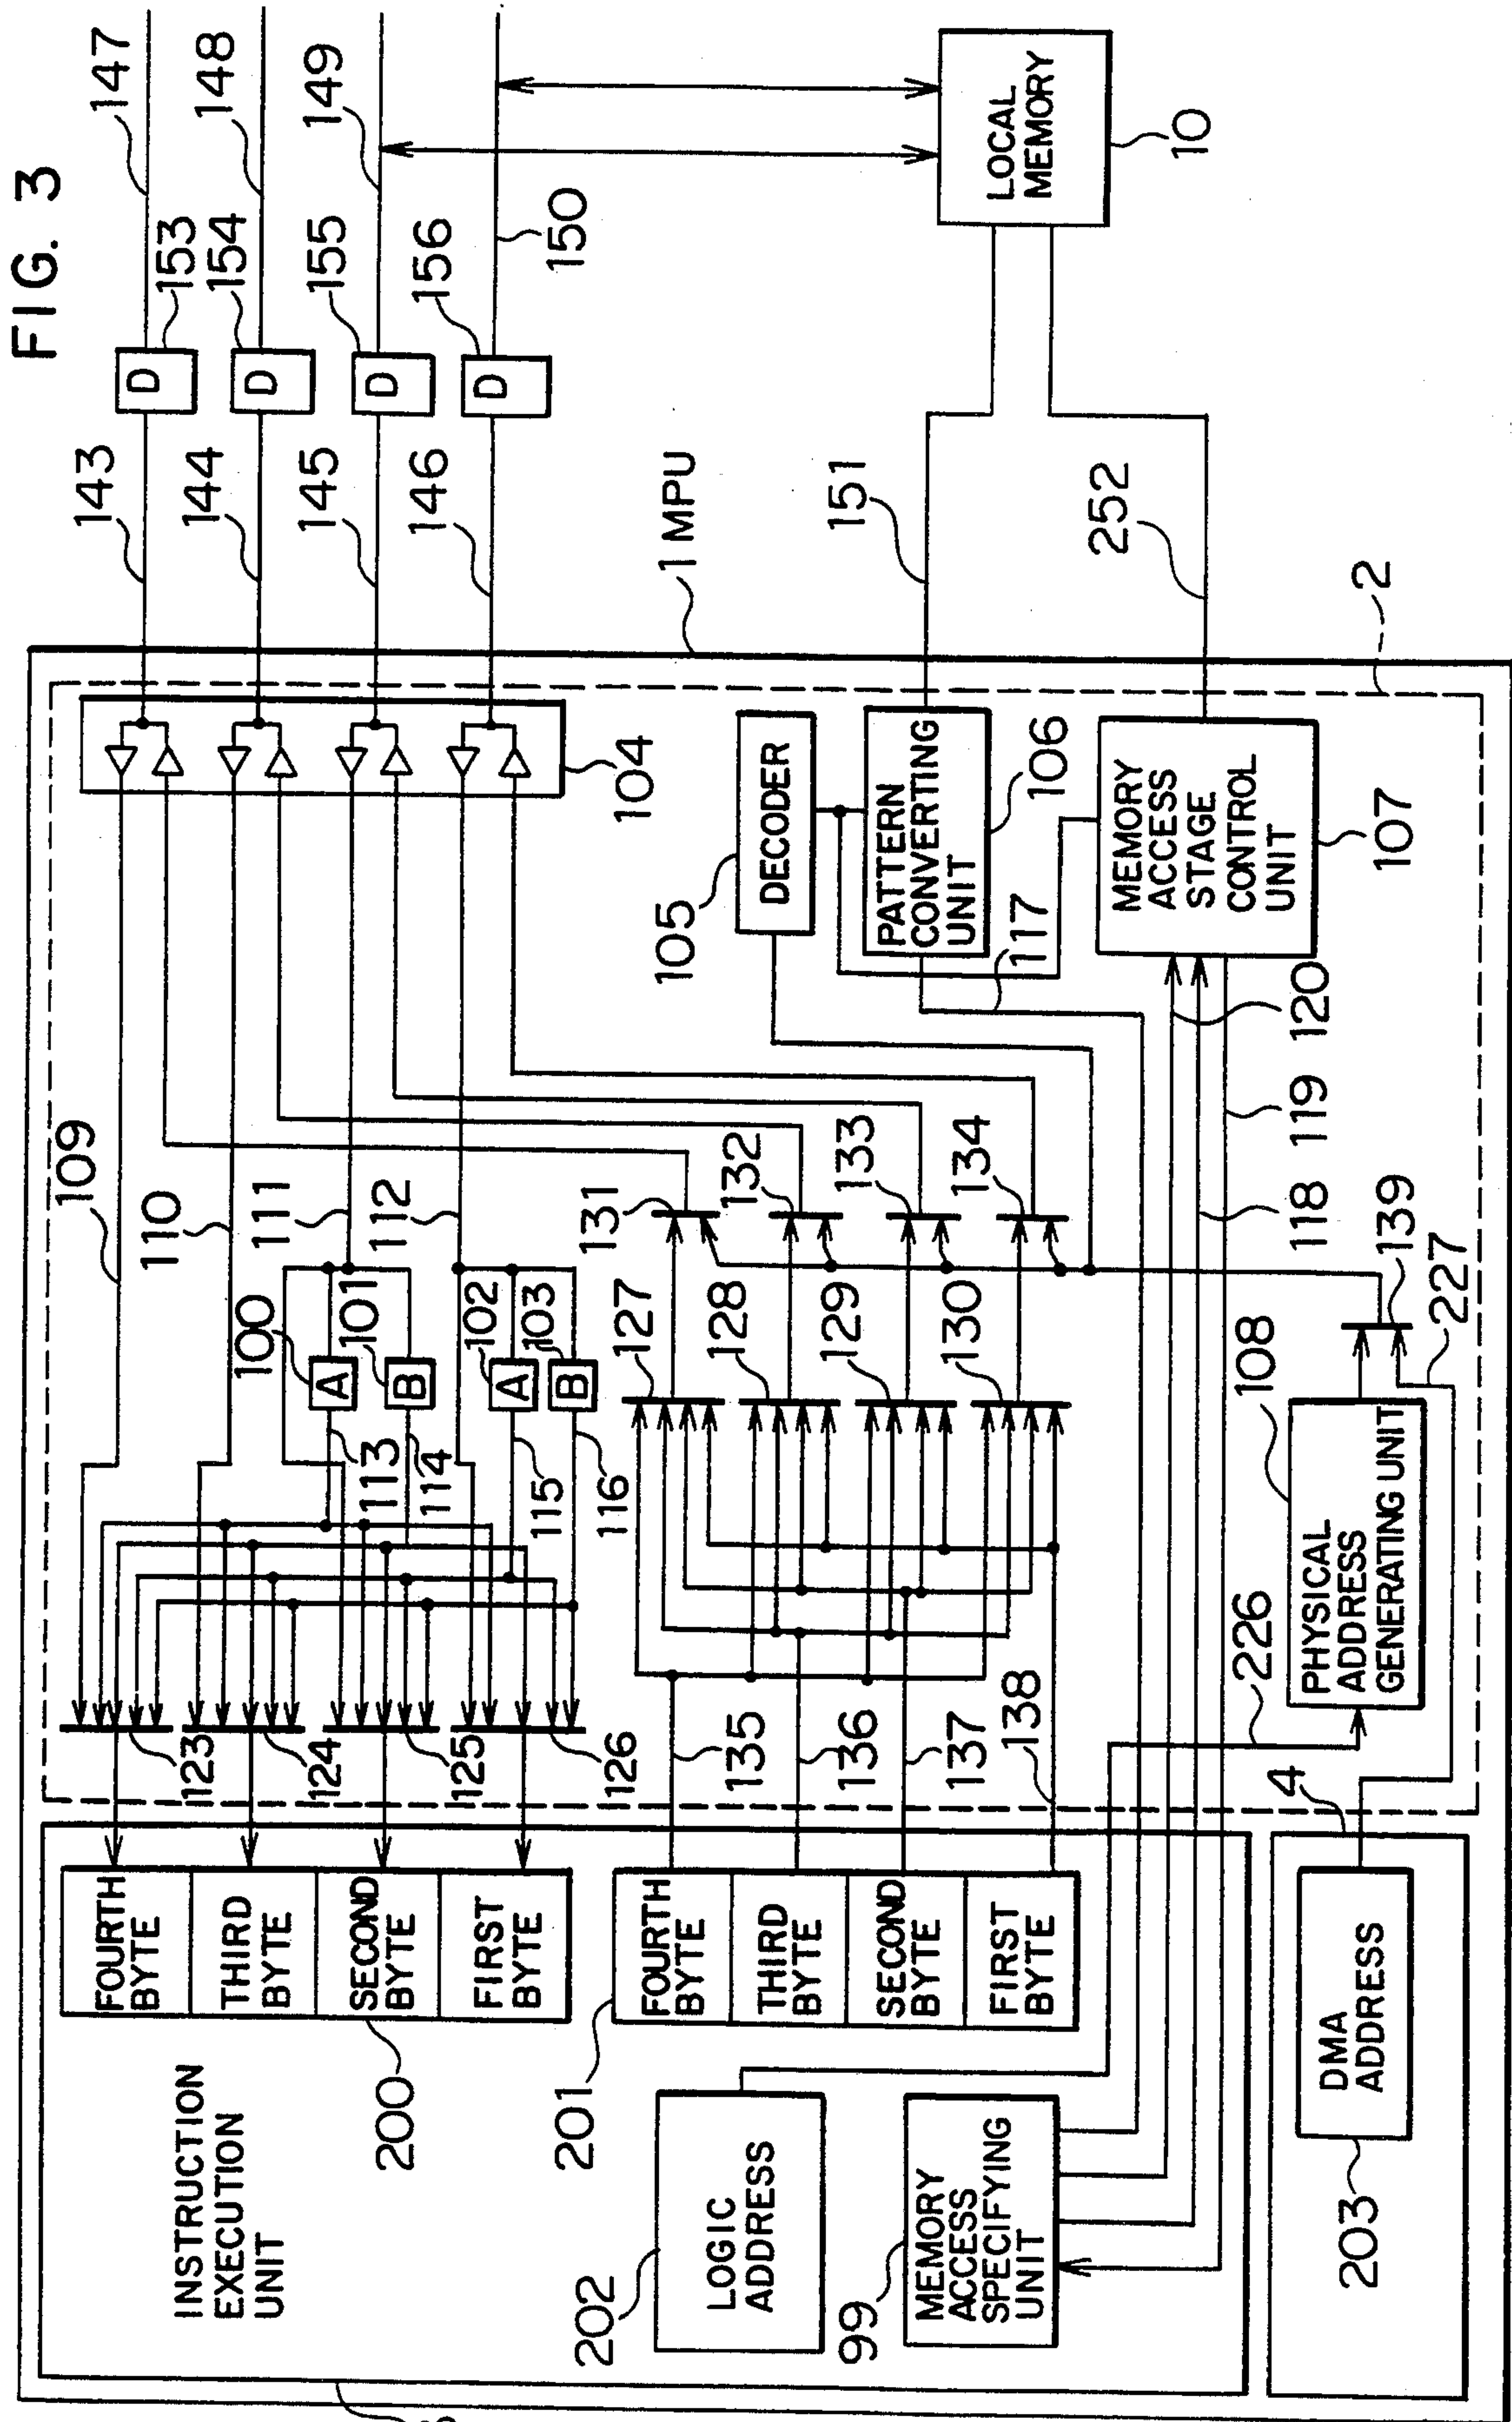 FIG. 3
147
148
149
150
153
154
155
156
D
D
D
D
143
144
145
146
LOCAL
MEMORY
10
151
252
1 MPU
2
104
109
110
111
112
100
101
102
103
A
B
A
B
113
114
115
116
105
DECODER
PATTERN
CONVERTING
UNIT
106
117
MEMORY
ACCESS
STAGE
CONTROL
UNIT
107
120
119
118
131
132
133
134
127
128
129
130
139
227
108
PHYSICAL
ADDRESS
GENERATING UNIT
226
123
124
125
126
135
136
137
138
4
FOURTH
BYTE
THIRD
BYTE
SECOND
BYTE
FIRST
BYTE
200
FOURTH
BYTE
THIRD
BYTE
SECOND
BYTE
FIRST
BYTE
201
INSTRUCTION
EXECUTION
UNIT
LOGIC
ADDRESS
202
MEMORY
ACCESS
SPECIFYING
UNIT
99
DMA
ADDRESS
203